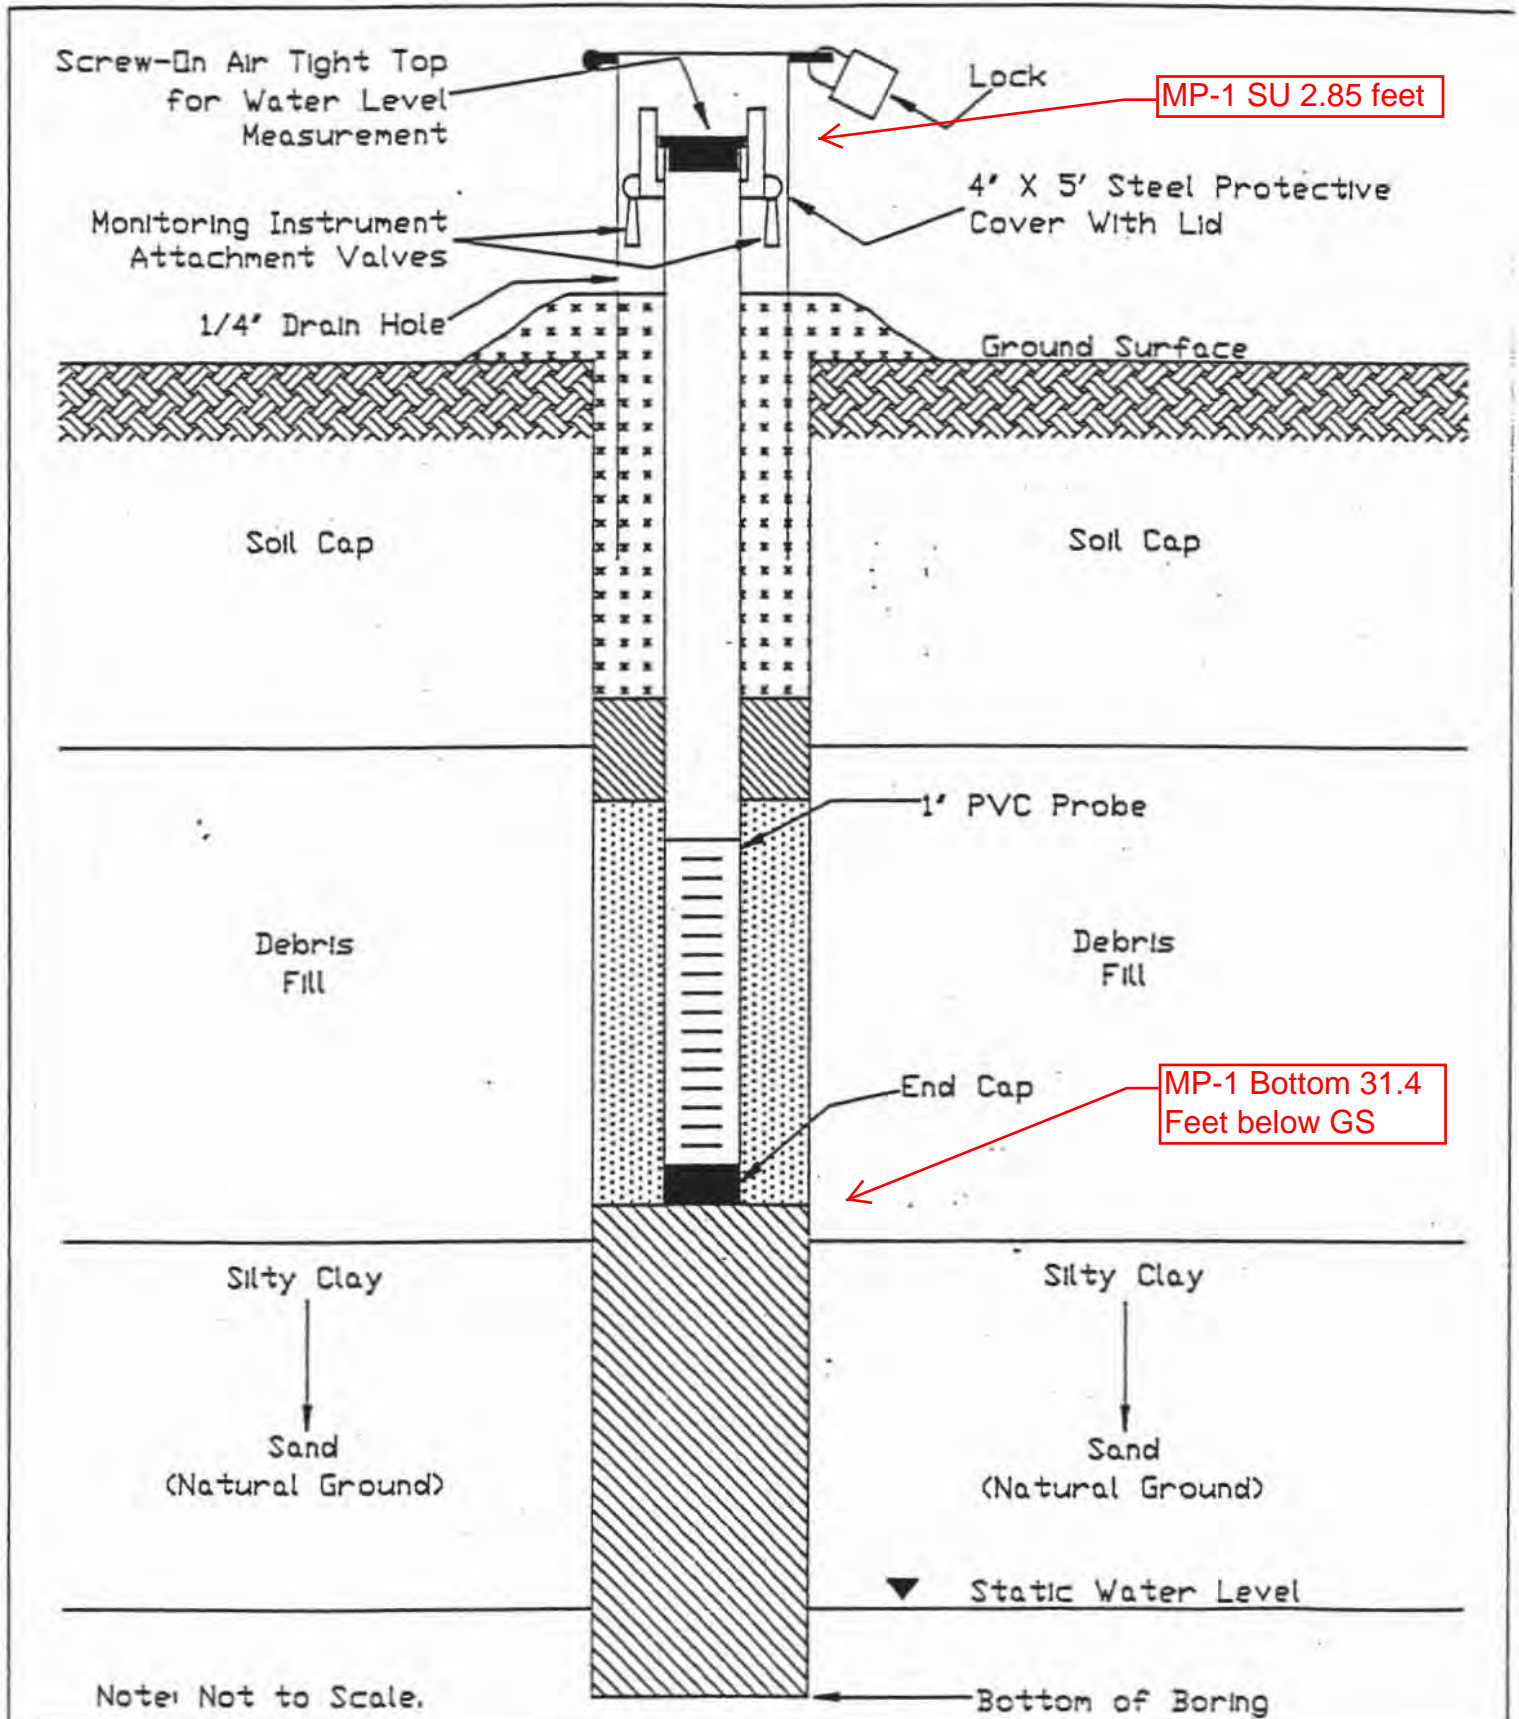 Screw-On Air Tight Top
for Water Level
Measurement
Lock
MP-1 SU 2.85 feet
4" X 5' Steel Protective
Cover With Lid
Monitoring Instrument
Attachment Valves
1/4" Drain Hole
Ground Surface
Soil Cap
Soil Cap
1" PVC Probe
Debris
Fill
Debris
Fill
End Cap
MP-1 Bottom 31.4
Feet below GS
Silty Clay
Silty Clay
Sand
(Natural Ground)
Sand
(Natural Ground)
Static Water Level
Note: Not to Scale.
Bottom of Boring